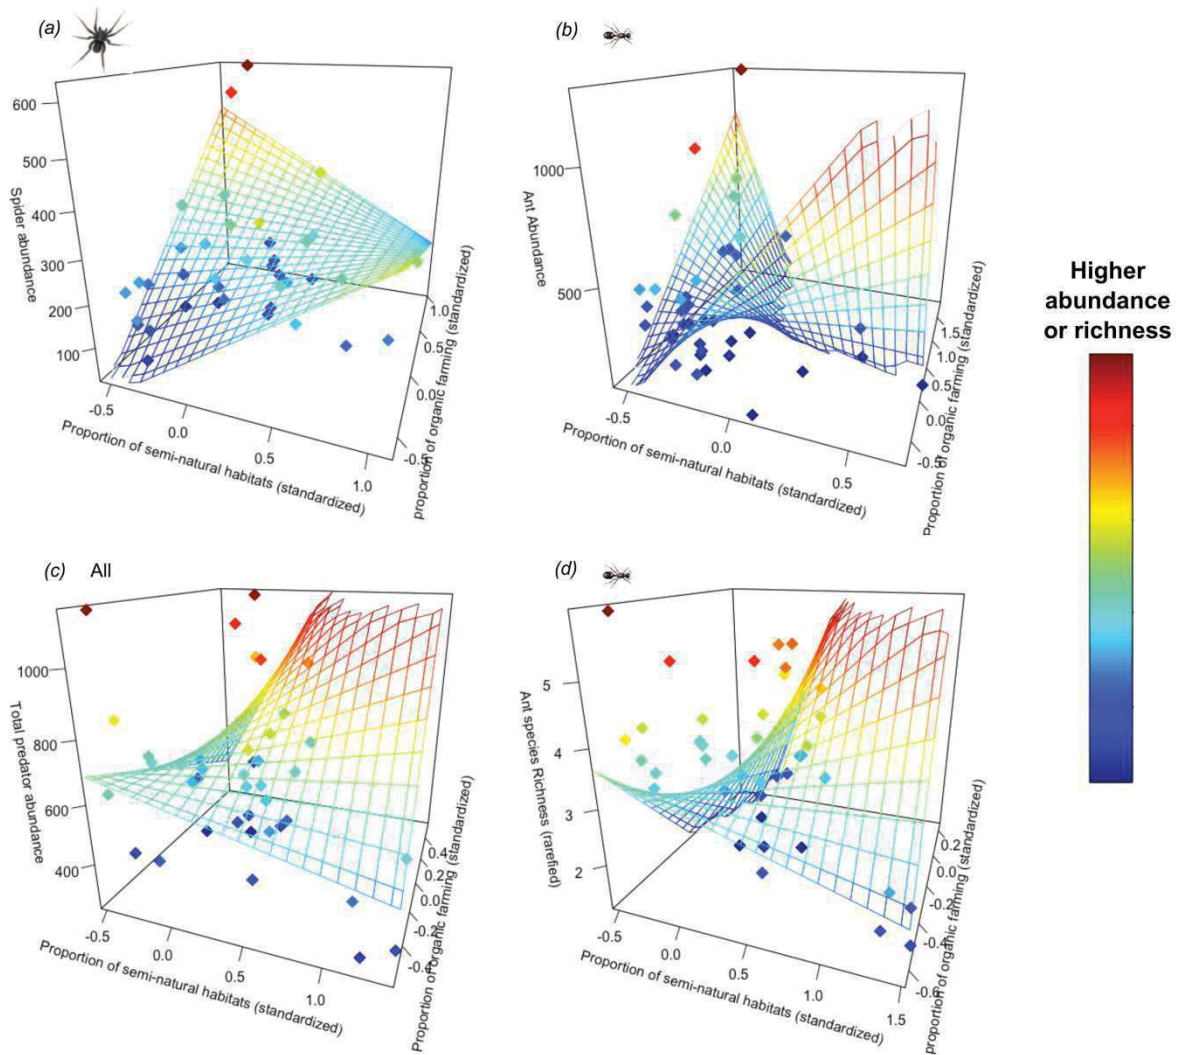 (a)
600
500
400
300
200
100
Spider abundance
-0.5
0.0
0.5
1.0
Proportion of semi-natural habitats (standardized)
-0.5
0.0
0.5
1.0
proportion of organic farming (standardized)
(b)
1000
500
Ant Abundance
-0.5
0.0
0.5
Proportion of semi-natural habitats (standardized)
-0.5
0.0
0.5
1.0
1.5
Proportion of organic farming (standardized)
Higher
abundance
or richness
(c) All
1000
800
600
400
Total predator abundance
-0.5
0.0
0.5
1.0
Proportion of semi-natural habitats (standardized)
-0.4
-0.2
0.0
0.2
0.4
Proportion of organic farming (standardized)
(d)
5
4
3
2
Ant species Richness (rarefied)
-0.5
0.0
0.5
1.0
1.5
Proportion of semi-natural habitats (standardized)
-0.6
-0.4
-0.2
0.0
0.2
proportion of organic farming (standardized)